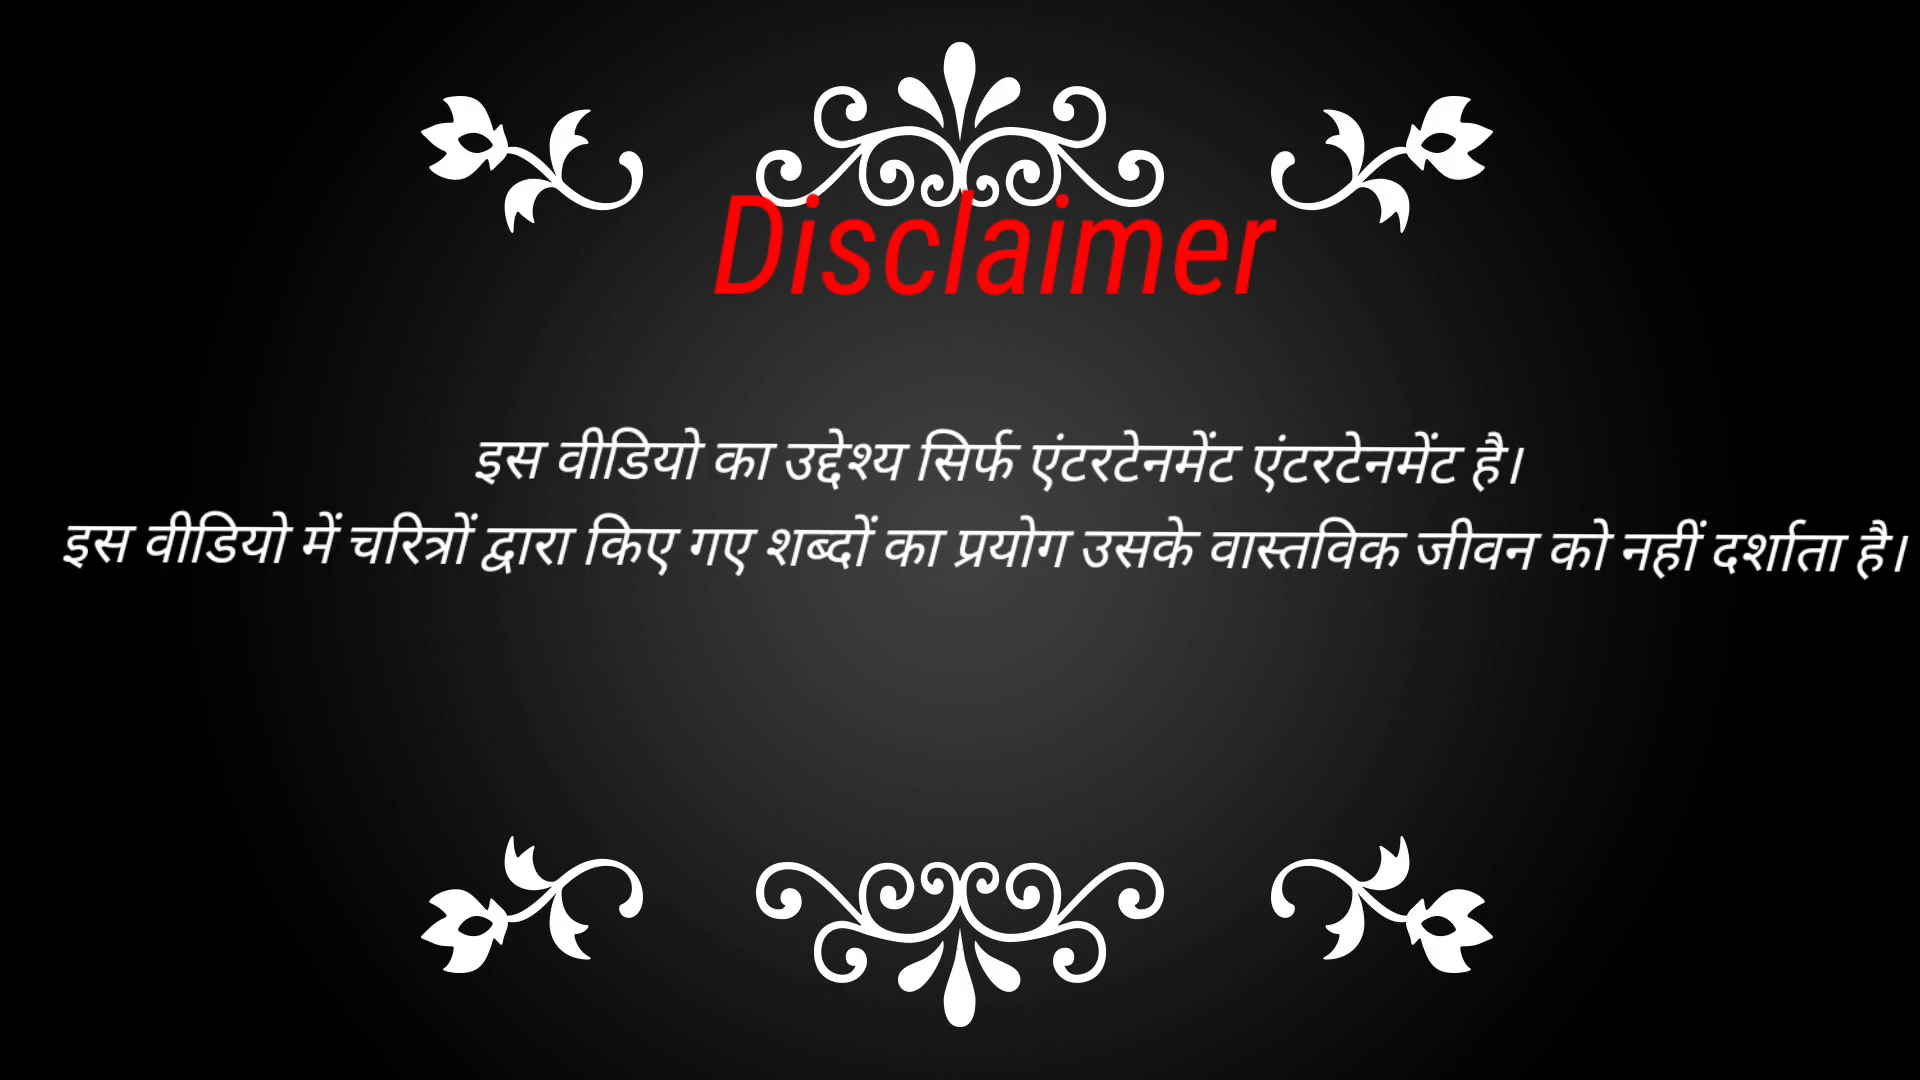 Disclaimer
इस वीडियो का उद्देश्य सिर्फ एंटरटेनमेंट एंटरटेनमेंट है।
इस वीडियो में चरित्रों द्वारा किए गए शब्दों का प्रयोग उसके वास्तविक जीवन को नहीं दर्शाता है।